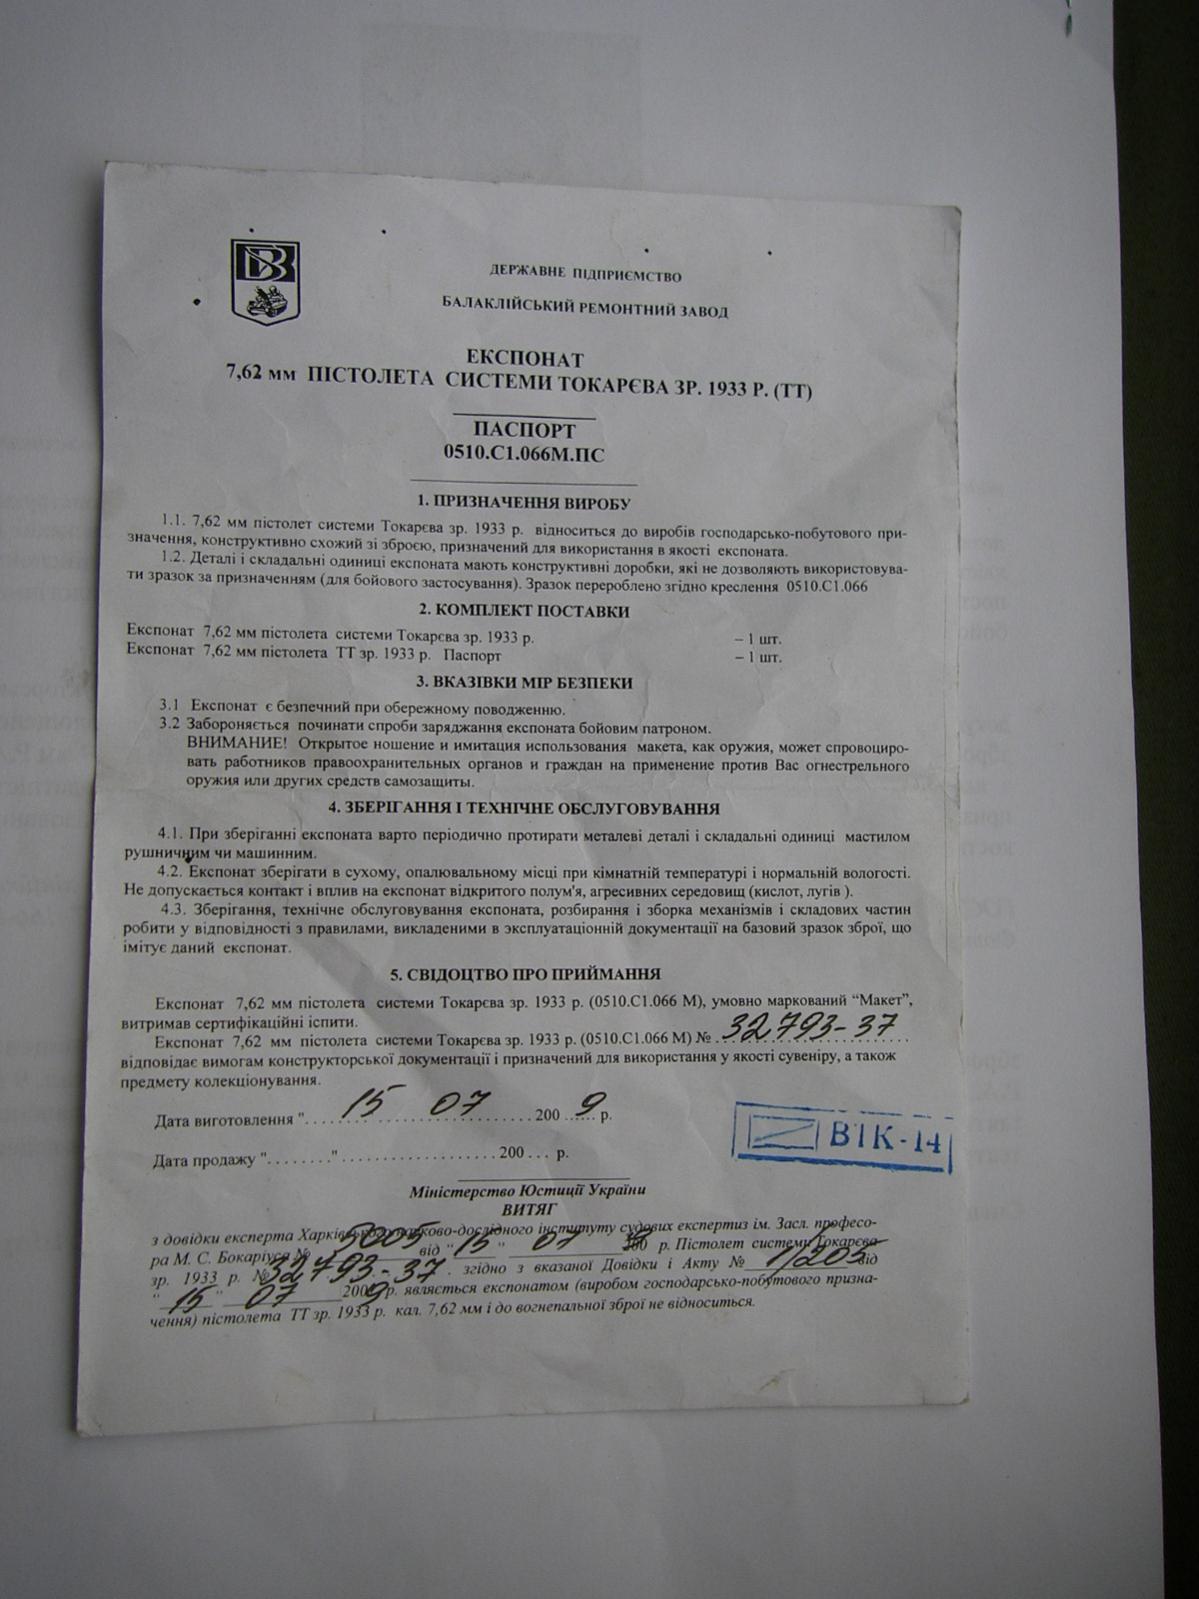 ДЕРЖАВНЕ ПІДПРИЄМСТВО
БАЛАКЛІЙСЬКИЙ РЕМОНТНИЙ ЗАВОД
ЕКСПОНАТ
7,62 мм ПІСТОЛЕТА СИСТЕМИ ТОКАРЄВА ЗР. 1933 Р. (ТТ)
ПАСПОРТ
0510.С1.066М.ПС
1. ПРИЗНАЧЕННЯ ВИРОБУ
1.1. 7,62 мм пістолет системи Токарєва зр. 1933 р. відноситься до виробів господарсько-побутового при-
значення, конструктивно схожий зі зброєю, призначений для використання в якості експоната.
1.2. Деталі і складальні одиниці експоната мають конструктивні доробки, які не дозволяють використовува-
ти зразок за призначенням (для бойового застосування). Зразок перероблено згідно креслення 0510.С1.066
2. КОМПЛЕКТ ПОСТАВКИ
Експонат 7,62 мм пістолета системи Токарєва зр. 1933 р. – 1 шт.
Експонат 7,62 мм пістолета ТТ зр. 1933 р. Паспорт – 1 шт.
3. ВКАЗІВКИ МІР БЕЗПЕКИ
3.1 Експонат є безпечний при обережному поводженню.
3.2 Забороняється починати спроби заряджання експоната бойовим патроном.
ВНИМАНИЕ! Открытое ношение и имитация использования макета, как оружия, может спровоциро-
вать работников правоохранительных органов и граждан на применение против Вас огнестрельного
оружия или других средств самозащиты.
4. ЗБЕРІГАННЯ І ТЕХНІЧНЕ ОБСЛУГОВУВАННЯ
4.1. При зберіганні експоната варто періодично протирати металеві деталі і складальні одиниці мастилом
рушничним чи машинним.
4.2. Експонат зберігати в сухому, опалювальному місці при кімнатній температурі і нормальній вологості.
Не допускається контакт і вплив на експонат відкритого полум'я, агресивних середовищ (кислот, лугів ).
4.3. Зберігання, технічне обслуговування експоната, розбирання і зборка механізмів і складових частин
робити у відповідності з правилами, викладеними в эксплуатаціонній документації на базовий зразок зброї, що
імітує даний експонат.
5. СВІДОЦТВО ПРО ПРИЙМАННЯ
Експонат 7,62 мм пістолета системи Токарєва зр. 1933 р. (0510.С1.066 М), умовно маркований “Макет”,
витримав сертифікаційні іспити.
Експонат 7,62 мм пістолета системи Токарєва зр. 1933 р. (0510.С1.066 М) № 32793-37
відповідає вимогам конструкторської документації і призначений для використання у якості сувеніру, а також
предмету колекціонування.
Дата виготовлення " 15 07 200 9 р.
ВТК-14
Дата продажу "........".................... 200 ... р.
Міністерство Юстиції України
ВИТЯГ
з довідки експерта Харківського науково-дослідного інституту судових експертиз ім. Засл. професо-
ра М. С. Бокаріуса № 5005 від " 15 " 07 р. Пістолет системи Токарєва
зр. 1933 р. № 32793-37. згідно з вказаної Довідки і Акту № 1/205 від
" 15 " 07 2009 р. являється експонатом (виробом господарсько-побутового призна-
чення) пістолета ТТ зр. 1933 р. кал. 7,62 мм і до вогнепальної зброї не відноситься.